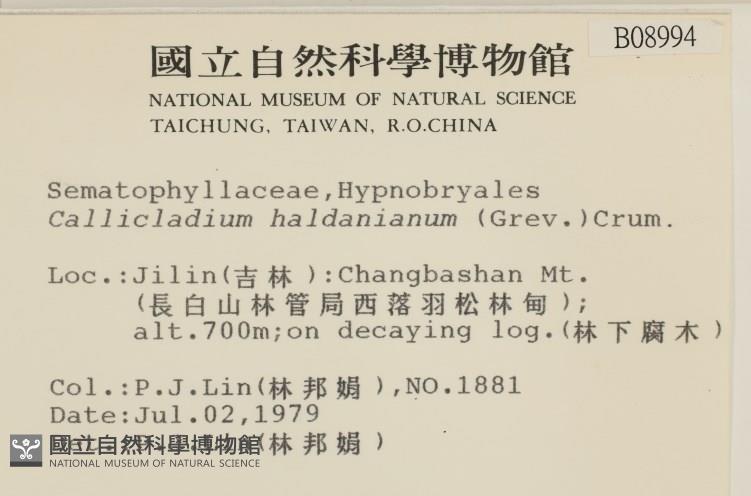 國立自然科學博物館
B08994
NATIONAL MUSEUM OF NATURAL SCIENCE
TAICHUNG, TAIWAN, R.O.CHINA
Sematophyllaceae,Hypnobryales
Callicladium haldanianum (Grev.)Crum.
Loc.:Jilin(吉林):Changbashan Mt.
(長白山林管局西落羽松林甸);
alt.700m;on decaying log.(林下腐木)
Col.:P.J.Lin(林邦娟),NO.1881
Date:Jul.02,1979
(林邦娟)
國立自然科學博物館
NATIONAL MUSEUM OF NATURAL SCIENCE